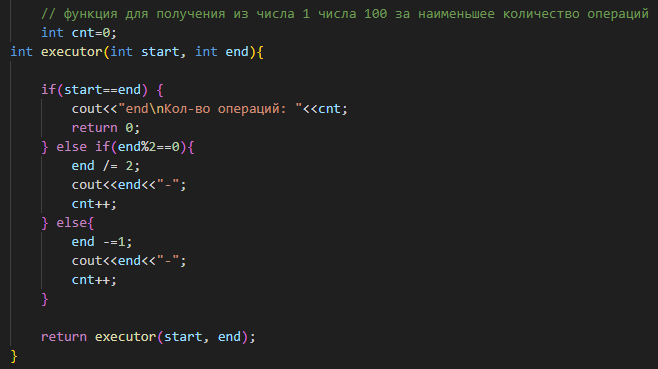 // функция для получения из числа 1 числа 100 за наименьшее количество операций
int cnt=0;
int executor(int start, int end){
if(start==end) {
cout<<"end\nКол-во операций: "<<cnt;
return 0;
} else if(end%2==0){
end /= 2;
cout<<end<<"-";
cnt++;
} else{
end -=1;
cout<<end<<"-";
cnt++;
}
return executor(start, end);
}